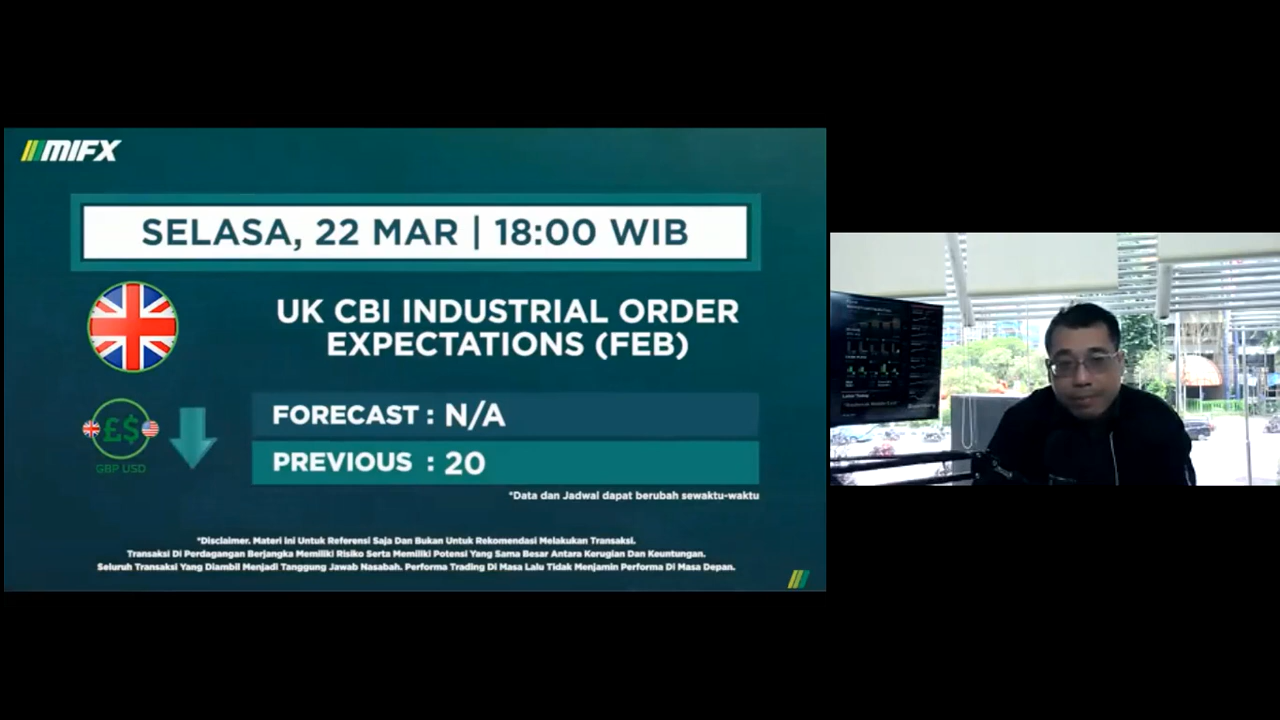 MIFX
SELASA, 22 MAR | 18:00 WIB
UK CBI INDUSTRIAL ORDER
EXPECTATIONS (FEB)
£$
GBP USD
FORECAST : N/A
PREVIOUS : 20
*Data dan Jadwal dapat berubah sewaktu-waktu
*Disclaimer. Materi ini Untuk Referensi Saja Dan Bukan Untuk Rekomendasi Melakukan Transaksi.
Transaksi Di Perdagangan Berjangka Memiliki Risiko Serta Memiliki Potensi Yang Sama Besar Antara Kerugian Dan Keuntungan.
Seluruh Transaksi Yang Diambil Menjadi Tanggung Jawab Nasabah. Performa Trading Di Masa Lalu Tidak Menjamin Performa Di Masa Depan.